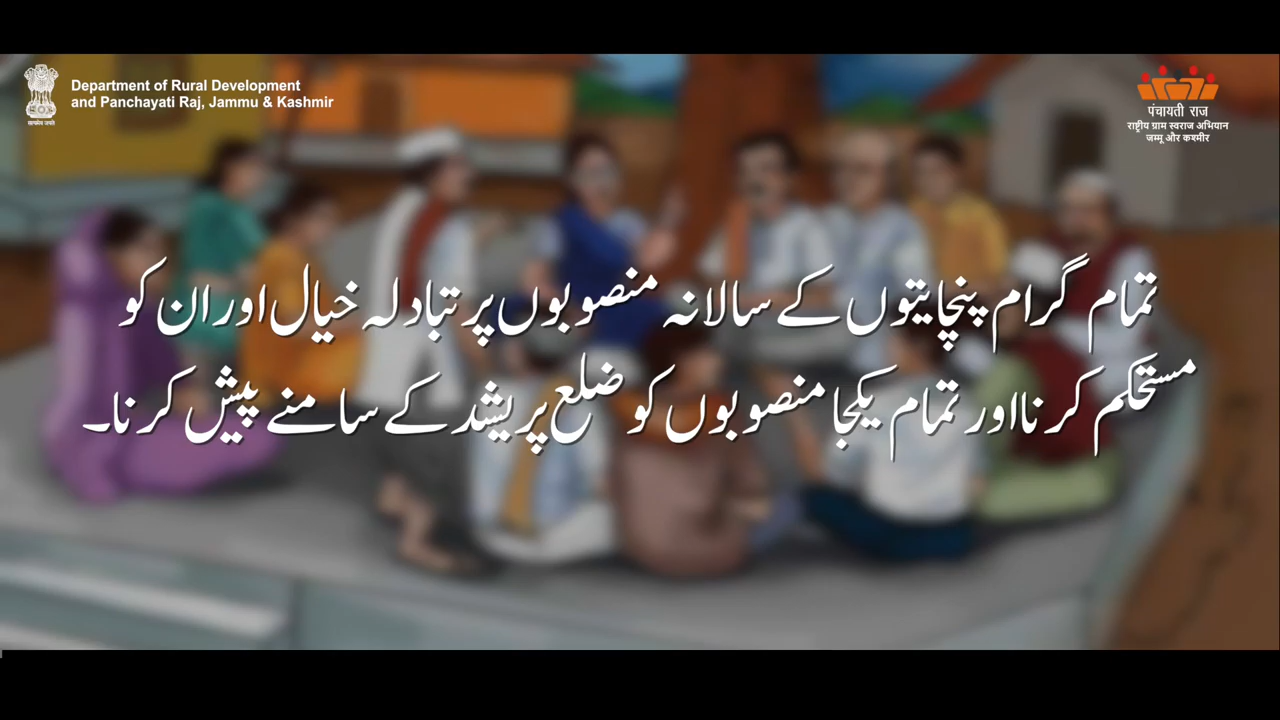 Department of Rural Development
and Panchayati Raj, Jammu & Kashmir
पंचायती राज
राष्ट्रीय ग्राम स्वराज अभियान
जम्मू और कश्मीर
تمام گرام پنچایتوں کے سالانہ منصوبوں پر تبادلہ خیال اور ان کو
مستحکم کرنا اور تمام یکجا منصوبوں کو ضلع پریشد کے سامنے پیش کرنا۔